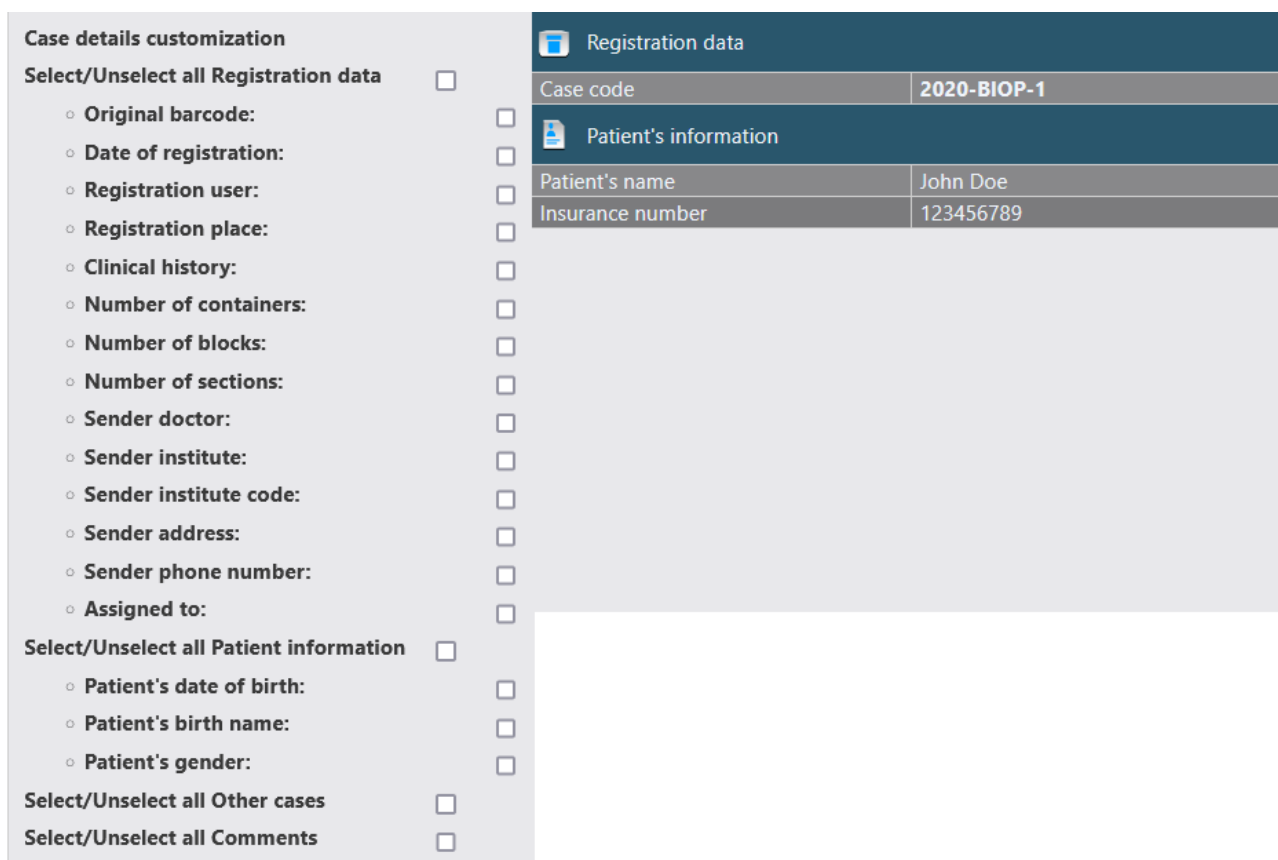 Case details customization
Select/Unselect all Registration data
Original barcode:
Date of registration:
Registration user:
Registration place:
Clinical history:
Number of containers:
Number of blocks:
Number of sections:
Sender doctor:
Sender institute:
Sender institute code:
Sender address:
Sender phone number:
Assigned to:
Select/Unselect all Patient information
Patient's date of birth:
Patient's birth name:
Patient's gender:
Select/Unselect all Other cases
Select/Unselect all Comments
Registration data
Case code 2020-BIOP-1
Patient's information
Patient's name John Doe
Insurance number 123456789